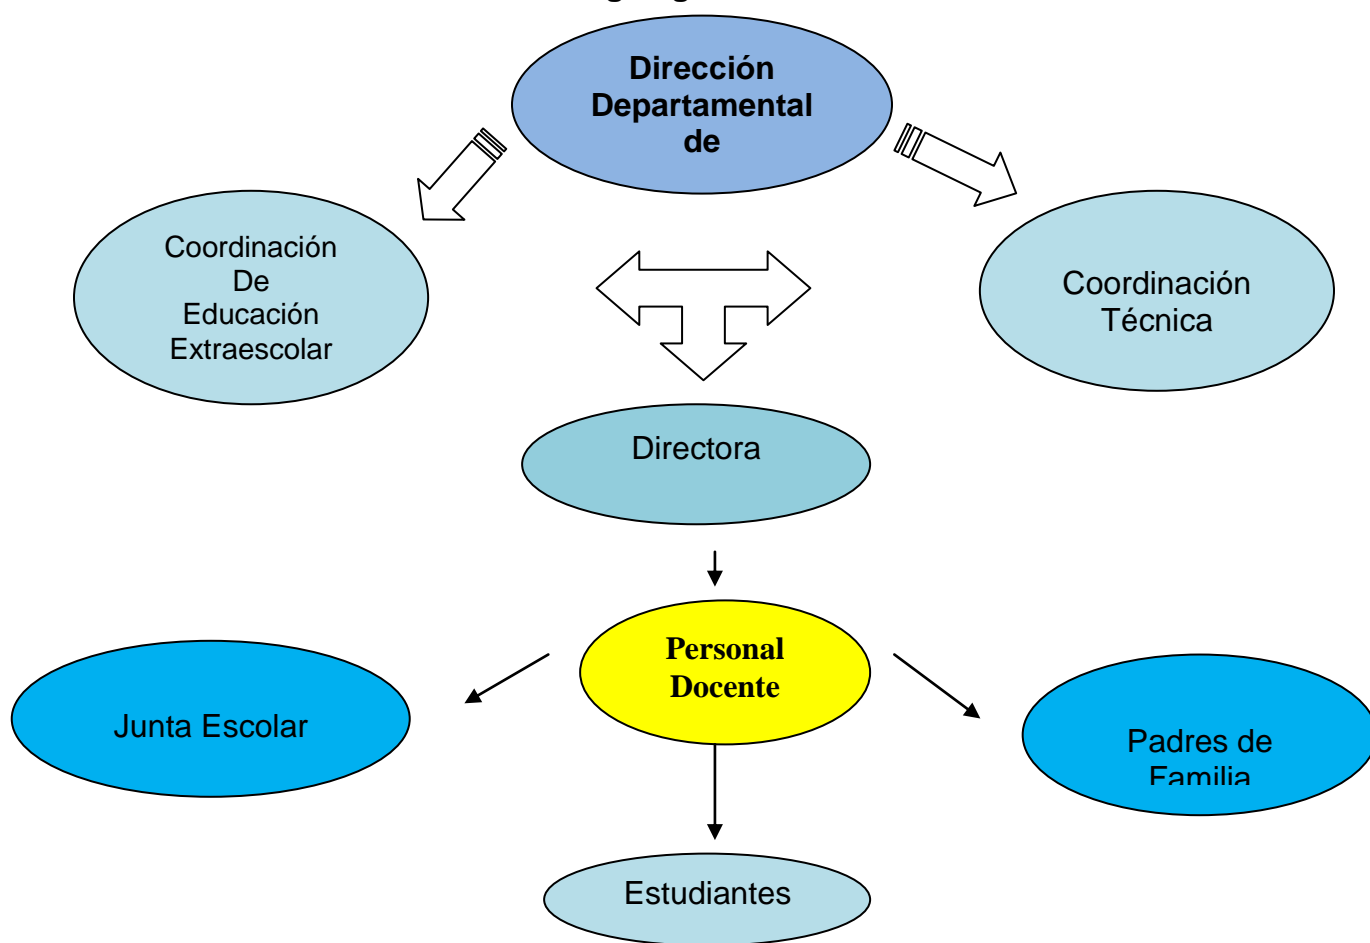 Dirección
Departamental
de
Coordinación
De
Educación
Extraescolar
Coordinación
Técnica
Directora
Personal
Docente
Junta Escolar
Padres de
Familia
Estudiantes